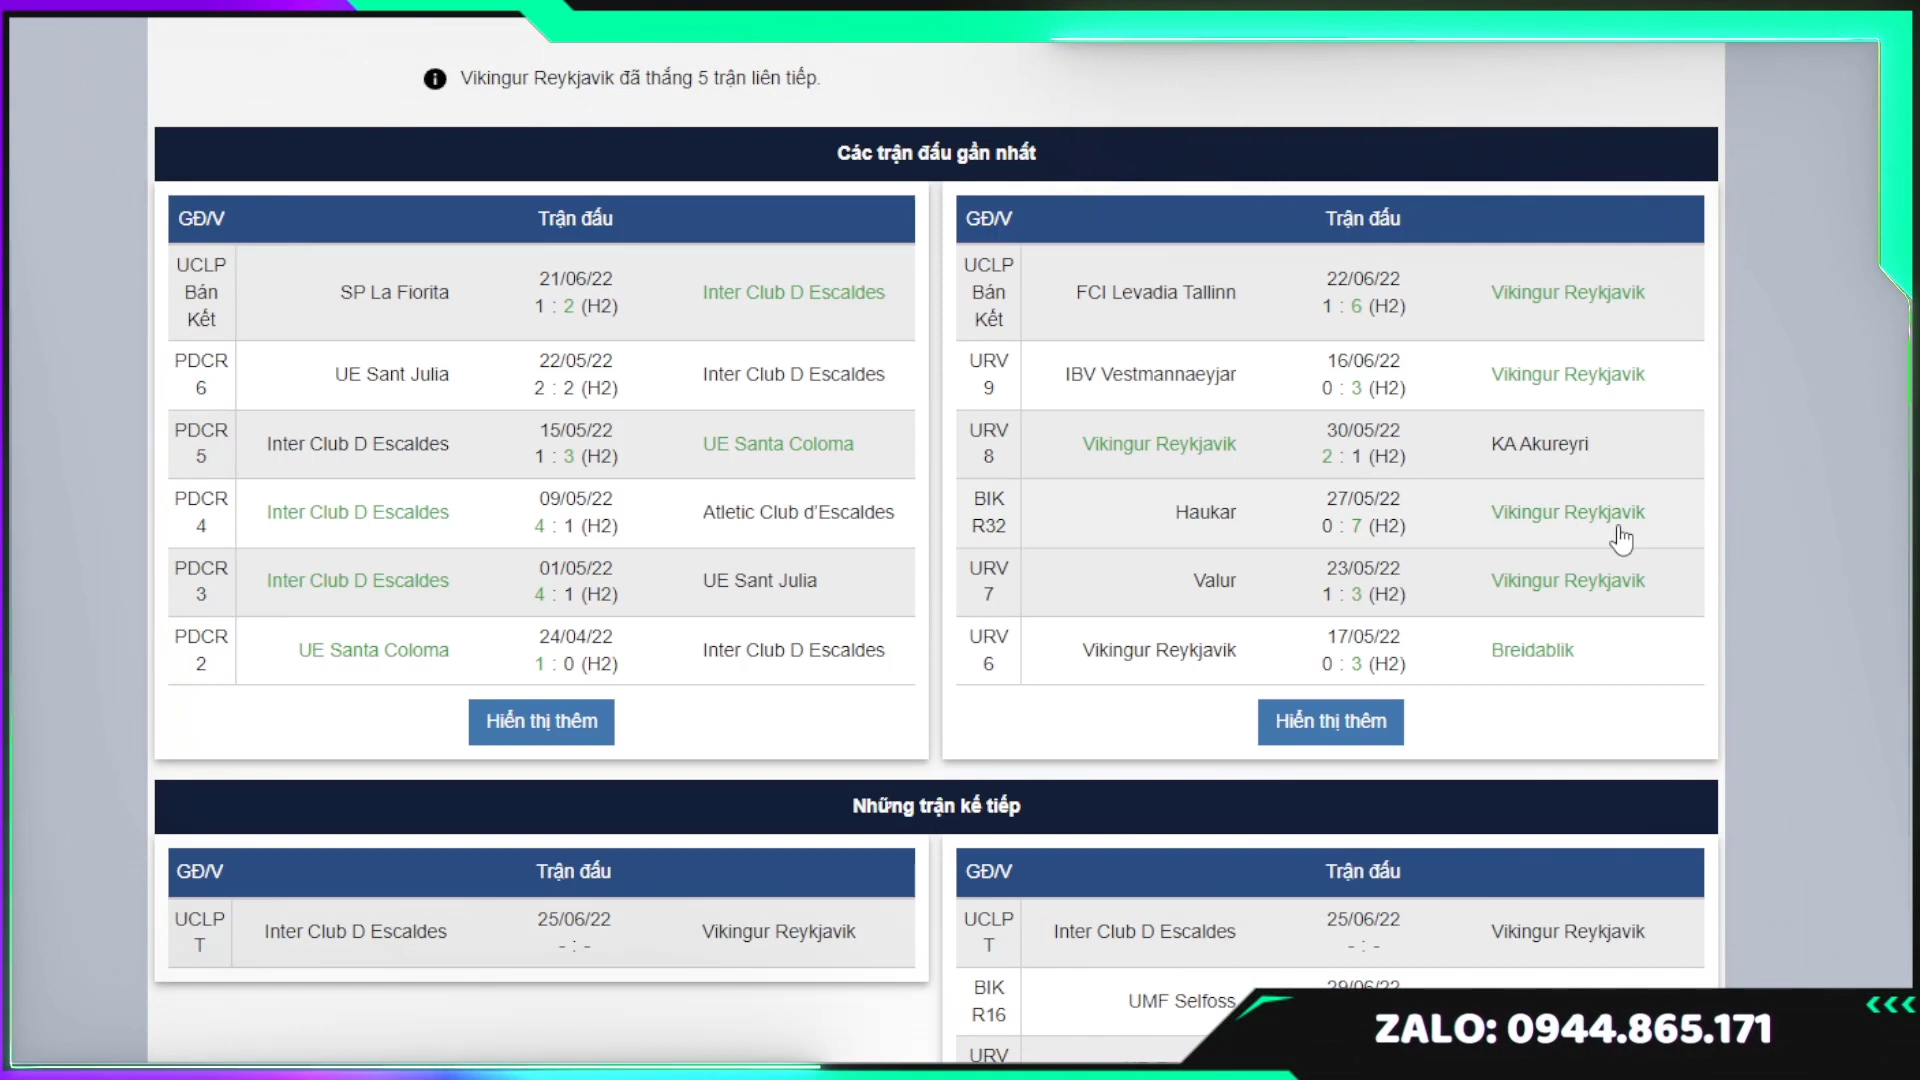 Vikingur Reykjavik đã thắng 5 trận liên tiếp.
Các trận đấu gần nhất
GĐ/V Trận đấu
UCLP Bán Kết SP La Fiorita 21/06/22 1 : 2 (H2) Inter Club D Escaldes
PDCR 6 UE Sant Julia 22/05/22 2 : 2 (H2) Inter Club D Escaldes
PDCR 5 Inter Club D Escaldes 15/05/22 1 : 3 (H2) UE Santa Coloma
PDCR 4 Inter Club D Escaldes 09/05/22 4 : 1 (H2) Atletic Club d'Escaldes
PDCR 3 Inter Club D Escaldes 01/05/22 4 : 1 (H2) UE Sant Julia
PDCR 2 UE Santa Coloma 24/04/22 1 : 0 (H2) Inter Club D Escaldes
Hiển thị thêm
GĐ/V Trận đấu
UCLP Bán Kết FCI Levadia Tallinn 22/06/22 1 : 6 (H2) Vikingur Reykjavik
URV 9 IBV Vestmannaeyjar 16/06/22 0 : 3 (H2) Vikingur Reykjavik
URV 8 Vikingur Reykjavik 30/05/22 2 : 1 (H2) KA Akureyri
BIK R32 Haukar 27/05/22 0 : 7 (H2) Vikingur Reykjavik
URV 7 Valur 23/05/22 1 : 3 (H2) Vikingur Reykjavik
URV 6 Vikingur Reykjavik 17/05/22 0 : 3 (H2) Breidablik
Hiển thị thêm
Những trận kế tiếp
GĐ/V Trận đấu
UCLP T Inter Club D Escaldes 25/06/22 - : - Vikingur Reykjavik
GĐ/V Trận đấu
UCLP T Inter Club D Escaldes 25/06/22 - : - Vikingur Reykjavik
BIK R16 UMF Selfoss 29/06/22
URV
ZALO: 0944.865.171